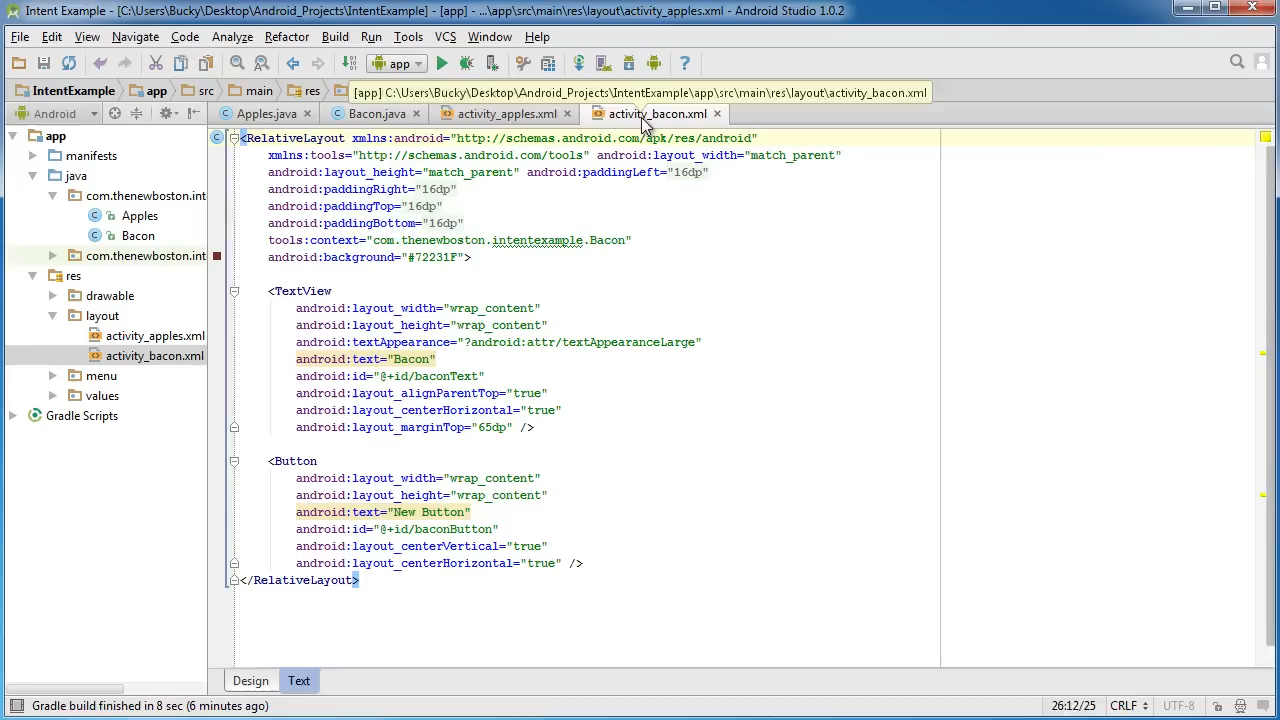 Intent Example - [C:\Users\Bucky\Desktop\Android_Projects\IntentExample] - [app] - ...\app\src\main\res\layout\activity_apples.xml - Android Studio 1.0.2
File Edit View Navigate Code Analyze Refactor Build Run Tools VCS Window Help
app
IntentExample app src main res
[app] C:\Users\Bucky\Desktop\Android_Projects\IntentExample\app\src\main\res\layout\activity_bacon.xml
Android
Apples.java Bacon.java activity_apples.xml activity_bacon.xml
app
manifests
java
com.thenewboston.int
Apples
Bacon
com.thenewboston.int
res
drawable
layout
activity_apples.xml
activity_bacon.xml
menu
values
Gradle Scripts
<RelativeLayout xmlns:android="http://schemas.android.com/apk/res/android"
xmlns:tools="http://schemas.android.com/tools" android:layout_width="match_parent"
android:layout_height="match_parent" android:paddingLeft="16dp"
android:paddingRight="16dp"
android:paddingTop="16dp"
android:paddingBottom="16dp"
tools:context="com.thenewboston.intentexample.Bacon"
android:background="#72231F">
<TextView
android:layout_width="wrap_content"
android:layout_height="wrap_content"
android:textAppearance="?android:attr/textAppearanceLarge"
android:text="Bacon"
android:id="@+id/baconText"
android:layout_alignParentTop="true"
android:layout_centerHorizontal="true"
android:layout_marginTop="65dp" />
<Button
android:layout_width="wrap_content"
android:layout_height="wrap_content"
android:text="New Button"
android:id="@+id/baconButton"
android:layout_centerVertical="true"
android:layout_centerHorizontal="true" />
</RelativeLayout>
Design Text
Gradle build finished in 8 sec (6 minutes ago)
26:12/25 CRLF UTF-8